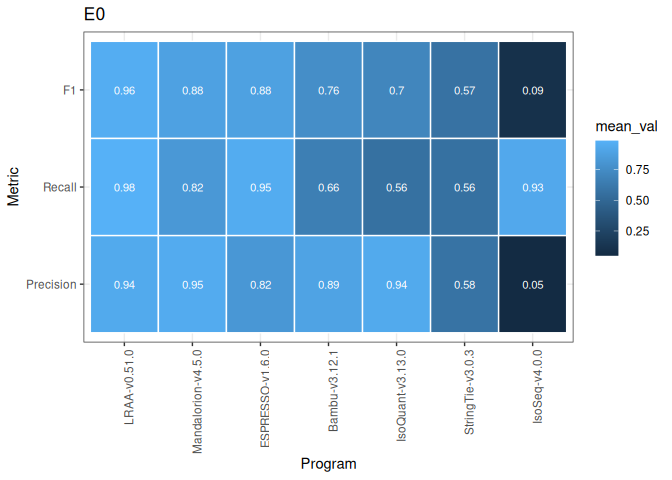 E0
F1
0.96 0.88 0.88 0.76 0.7 0.57 0.09
Recall
0.98 0.82 0.95 0.66 0.56 0.56 0.93
Precision
0.94 0.95 0.82 0.89 0.94 0.58 0.05
Metric
LRAA-v0.51.0
Mandalorion-v4.5.0
ESPRESSO-v1.6.0
Bambu-v3.12.1
IsoQuant-v3.13.0
StringTie-v3.0.3
IsoSeq-v4.0.0
Program
mean_val
0.75
0.50
0.25